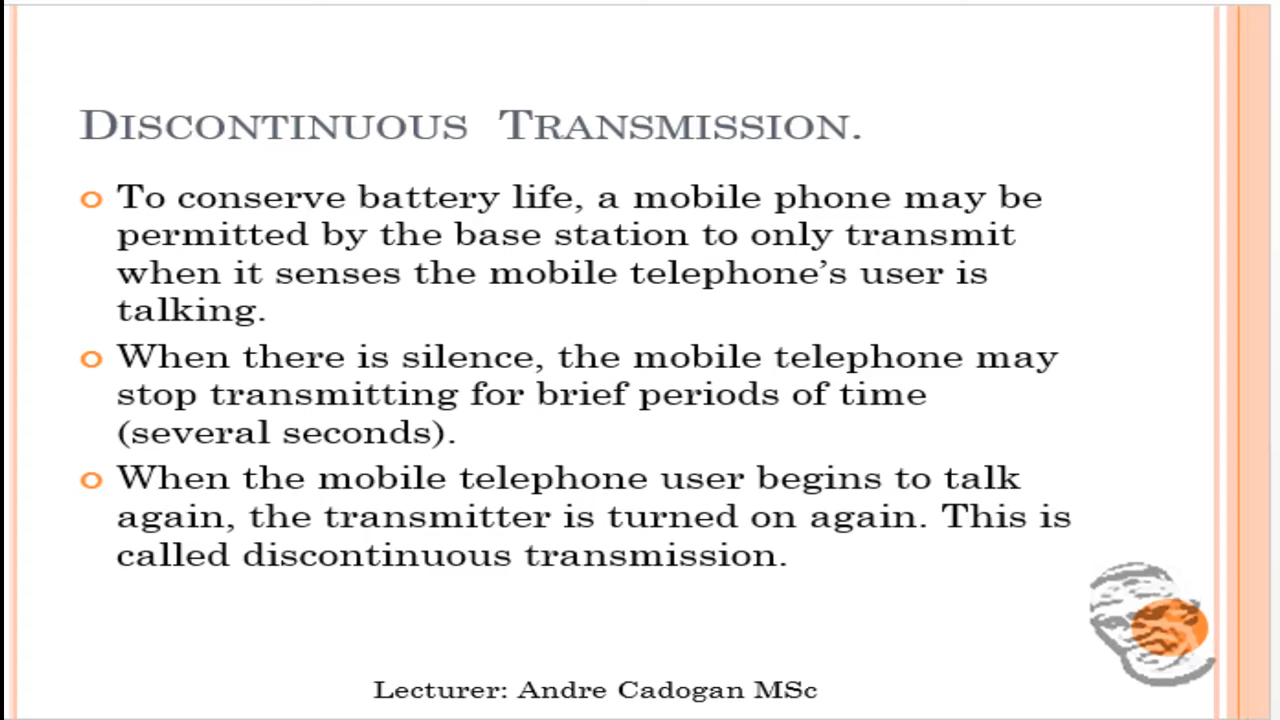 DISCONTINUOUS TRANSMISSION.
To conserve battery life, a mobile phone may be
permitted by the base station to only transmit
when it senses the mobile telephone’s user is
talking.
When there is silence, the mobile telephone may
stop transmitting for brief periods of time
(several seconds).
When the mobile telephone user begins to talk
again, the transmitter is turned on again. This is
called discontinuous transmission.
Lecturer: Andre Cadogan MSc